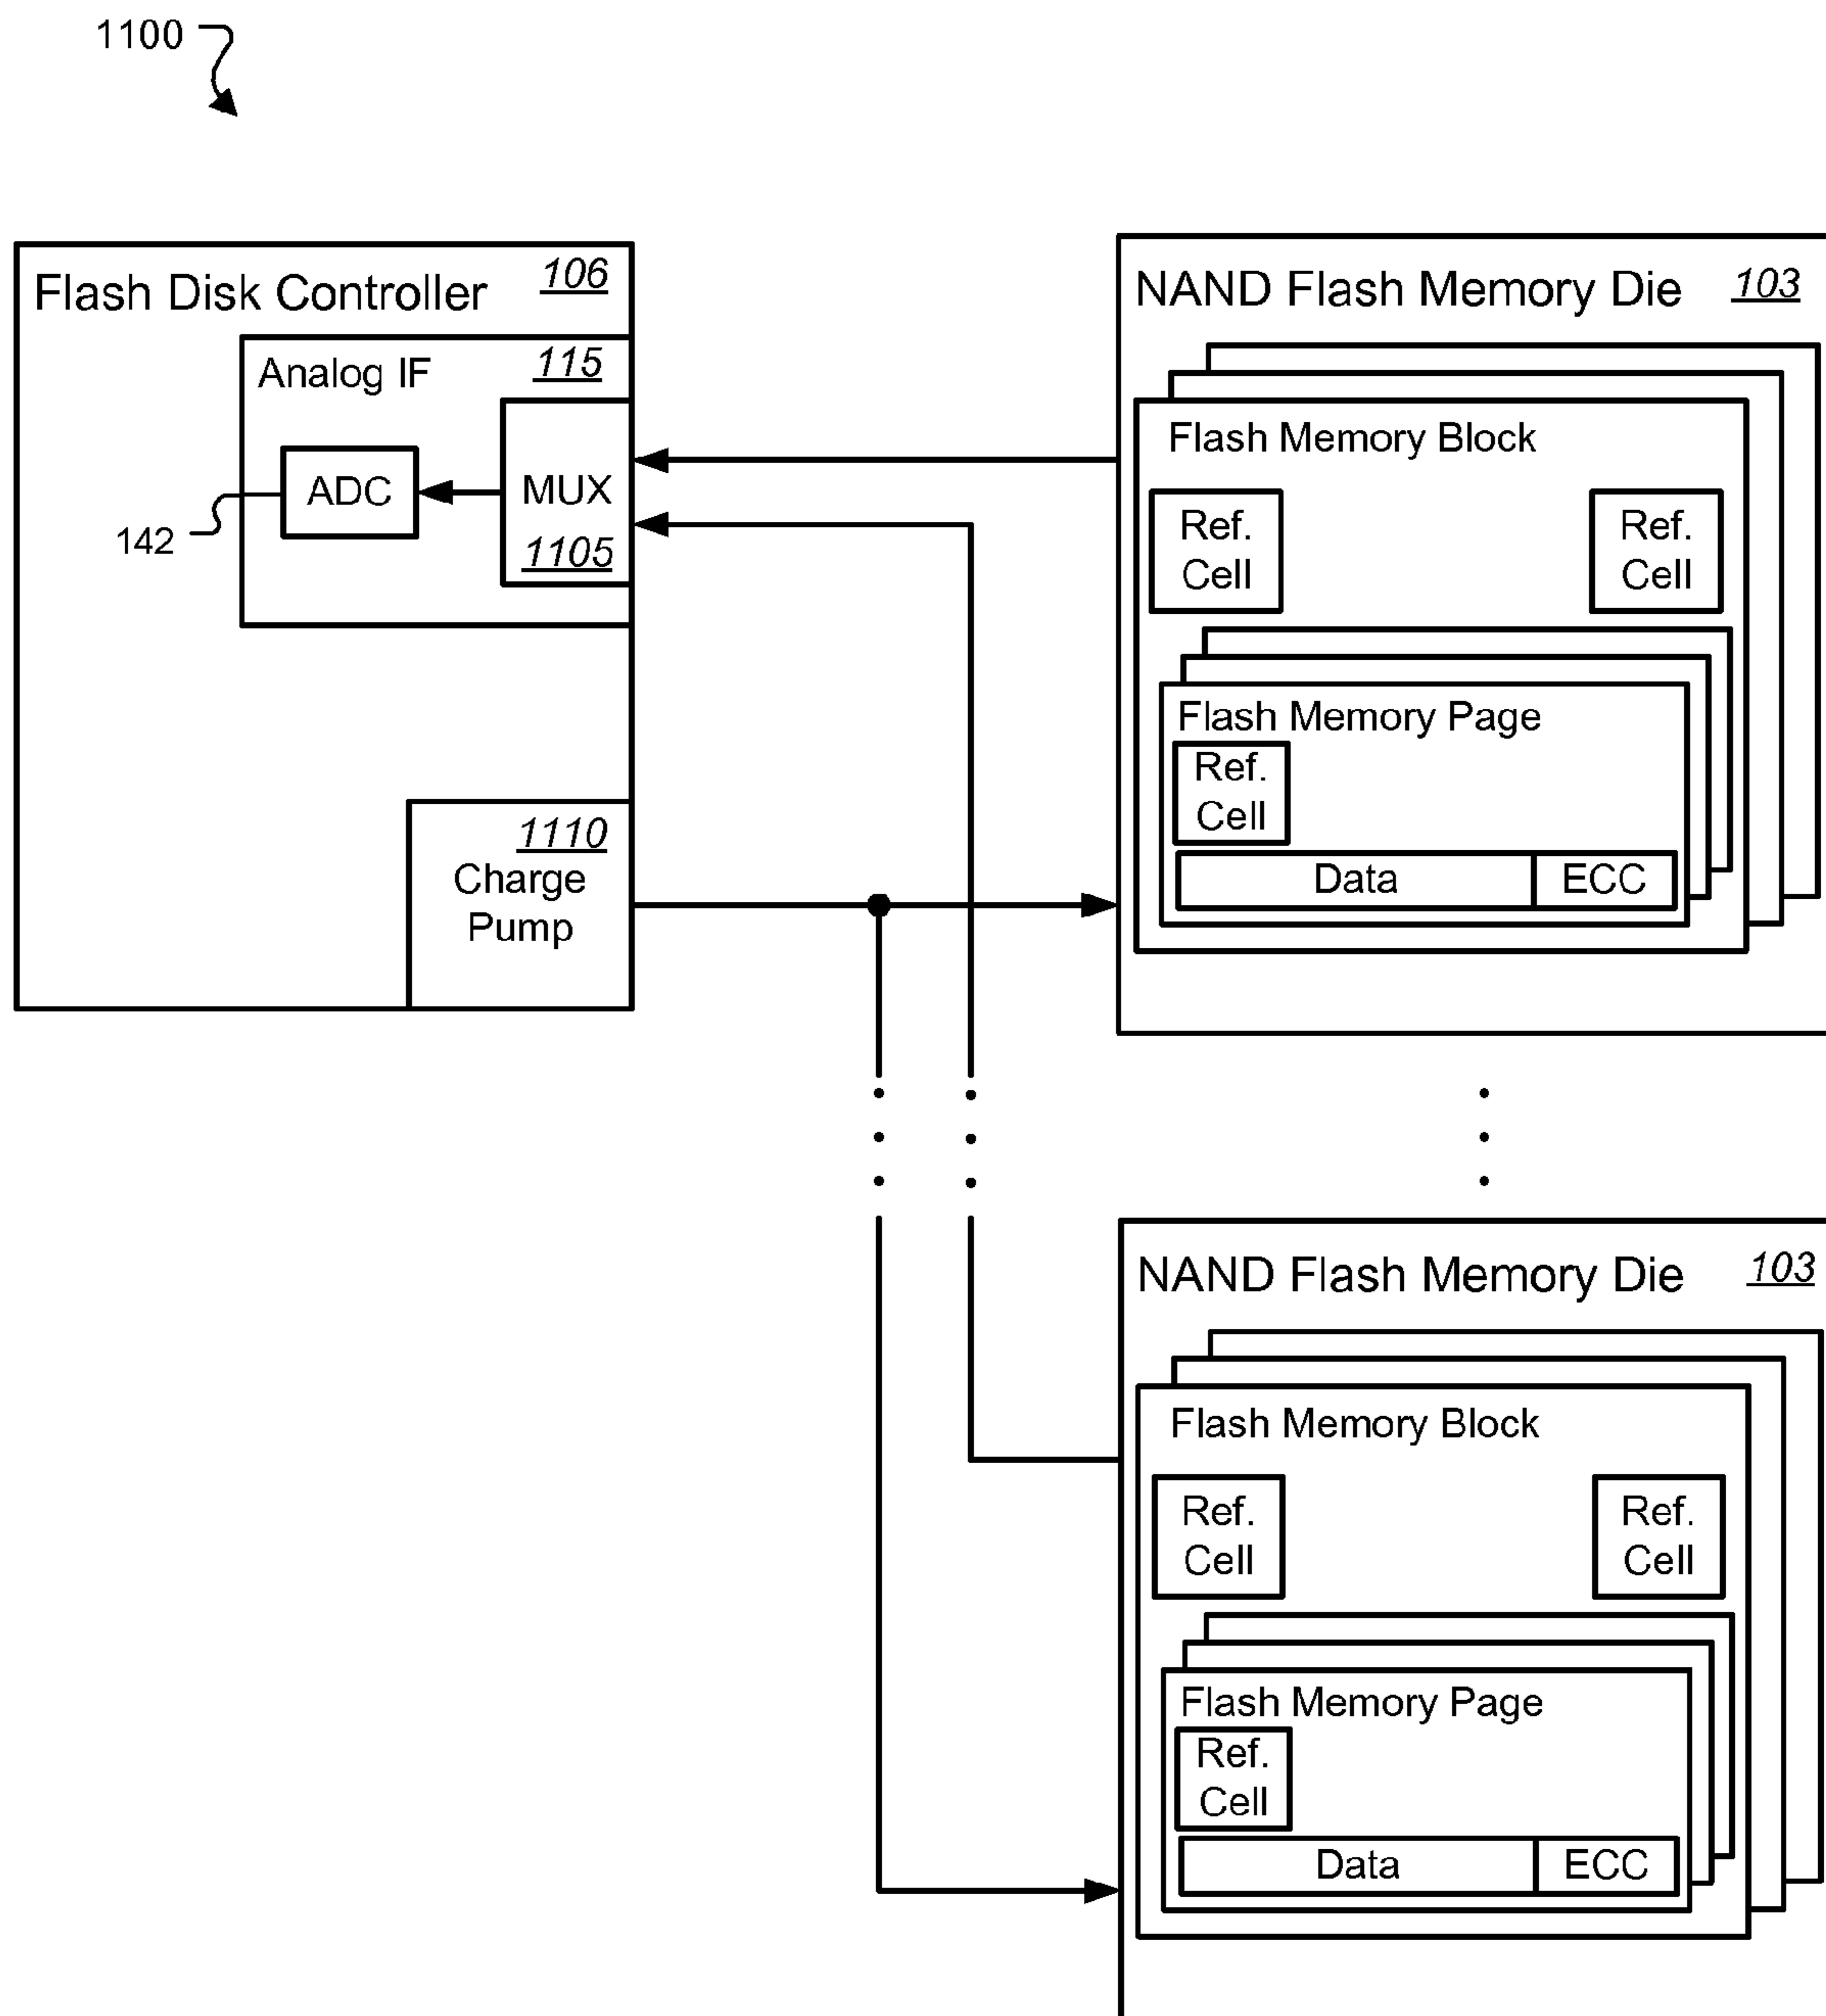 1100
Flash Disk Controller 106
Analog IF 115
ADC
MUX
1105
142
1110
Charge
Pump
NAND Flash Memory Die 103
Flash Memory Block
Ref.
Cell
Ref.
Cell
Flash Memory Page
Ref.
Cell
Data ECC
NAND Flash Memory Die 103
Flash Memory Block
Ref.
Cell
Ref.
Cell
Flash Memory Page
Ref.
Cell
Data ECC